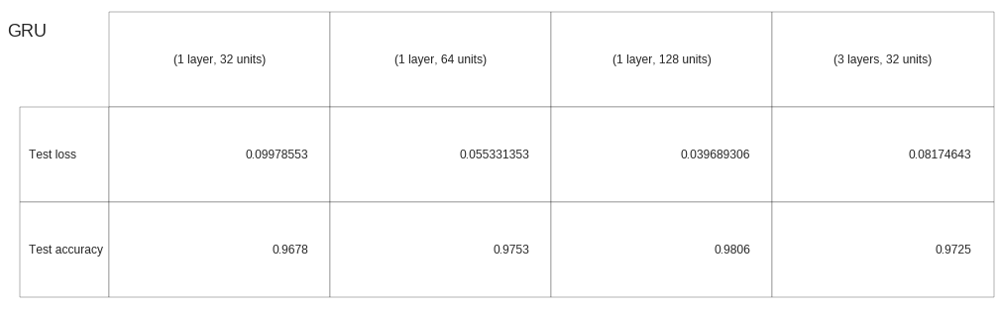 GRU
(1 layer, 32 units) (1 layer, 64 units) (1 layer, 128 units) (3 layers, 32 units)
Test loss 0.09978553 0.055331353 0.039689306 0.08174643
Test accuracy 0.9678 0.9753 0.9806 0.9725